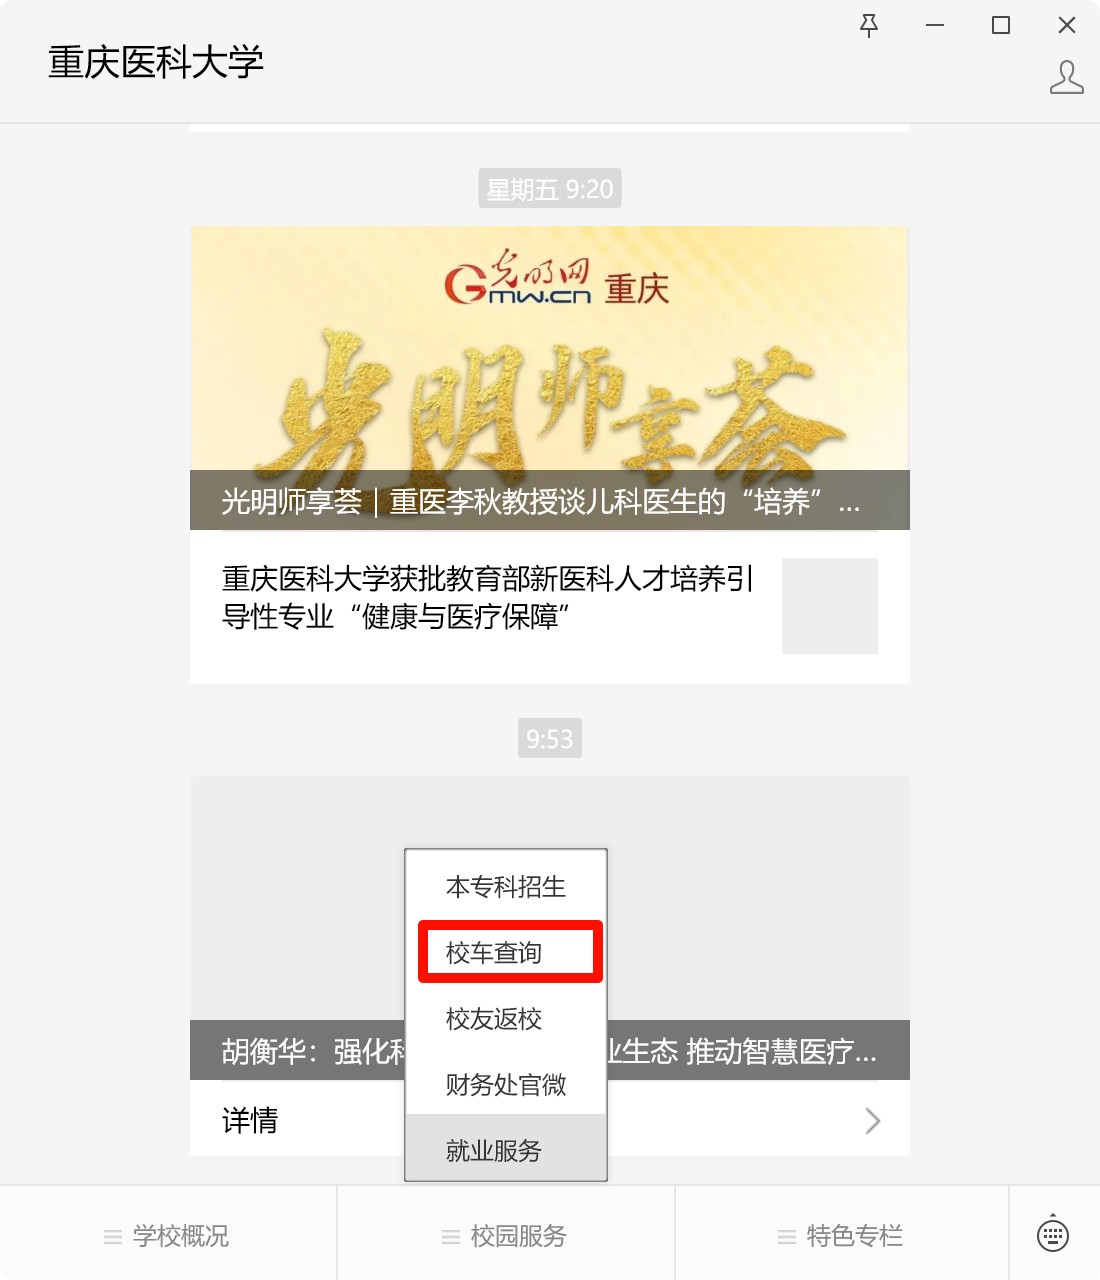 重庆医科大学
星期五 9:20
光明网
Gmw.cn 重庆
光明师享荟
光明师享荟｜重医李秋教授谈儿科医生的“培养”...
重庆医科大学获批教育部新医科人才培养引
导性专业“健康与医疗保障”
9:53
本专科招生
校车查询
校友返校
财务处官微
就业服务
胡衡华：强化科
业生态 推动智慧医疗...
详情
学校概况
校园服务
特色专栏